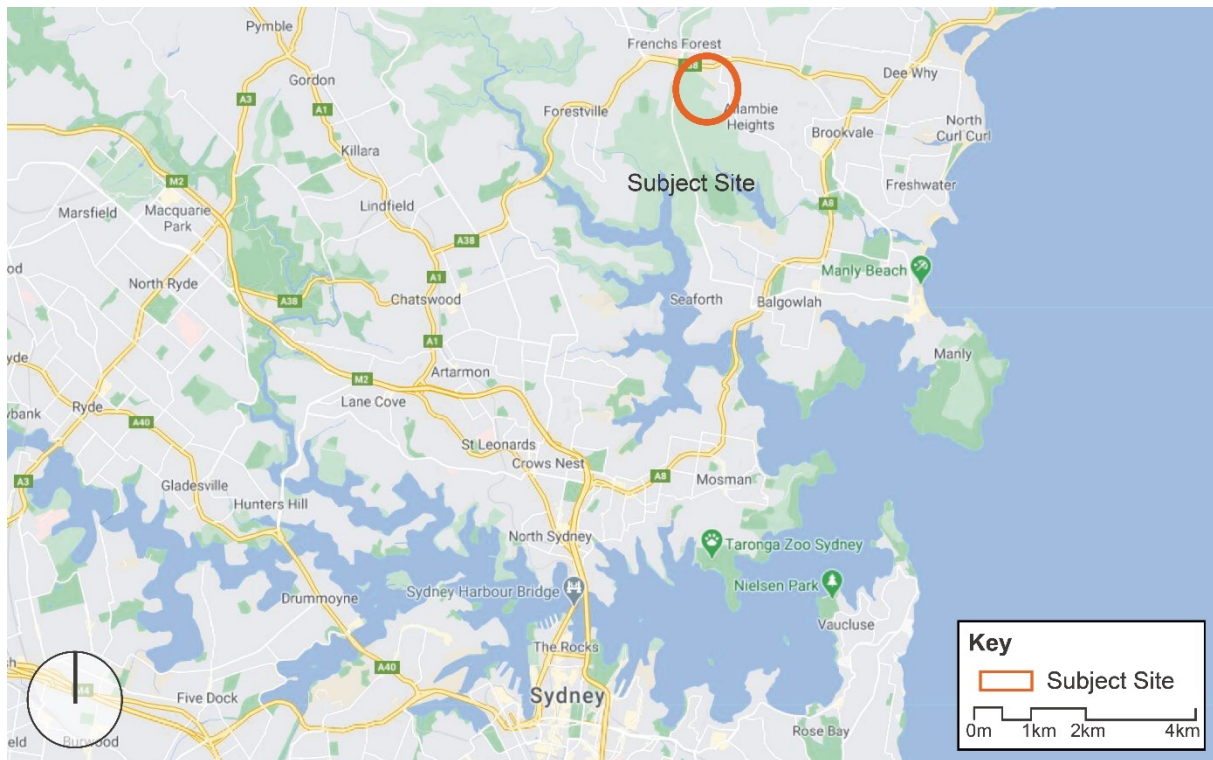 Pymble
Frenchs Forest
Gordon
A3
A1
Forestville
Allambie
Heights
Dee Why
North
Curl Curl
Brookvale
Killara
M2
Marsfield
Macquarie
Park
Lindfield
Subject Site
Freshwater
A8
A38
Manly Beach
North Ryde
A1
A38
Chatswood
Seaforth
Balgowlah
A1
Manly
Artarmon
M2
Lane Cove
Ryde
A40
St Leonards
Crows Nest
A3
A8
Mosman
Gladesville
Hunters Hill
North Sydney
Taronga Zoo Sydney
Sydney Harbour Bridge
Nielsen Park
Drummoyne
Vaucluse
The Rocks
A40
M4
Five Dock
Sydney
Burwood
Rose Bay
Key
Subject Site
0m 1km 2km 4km